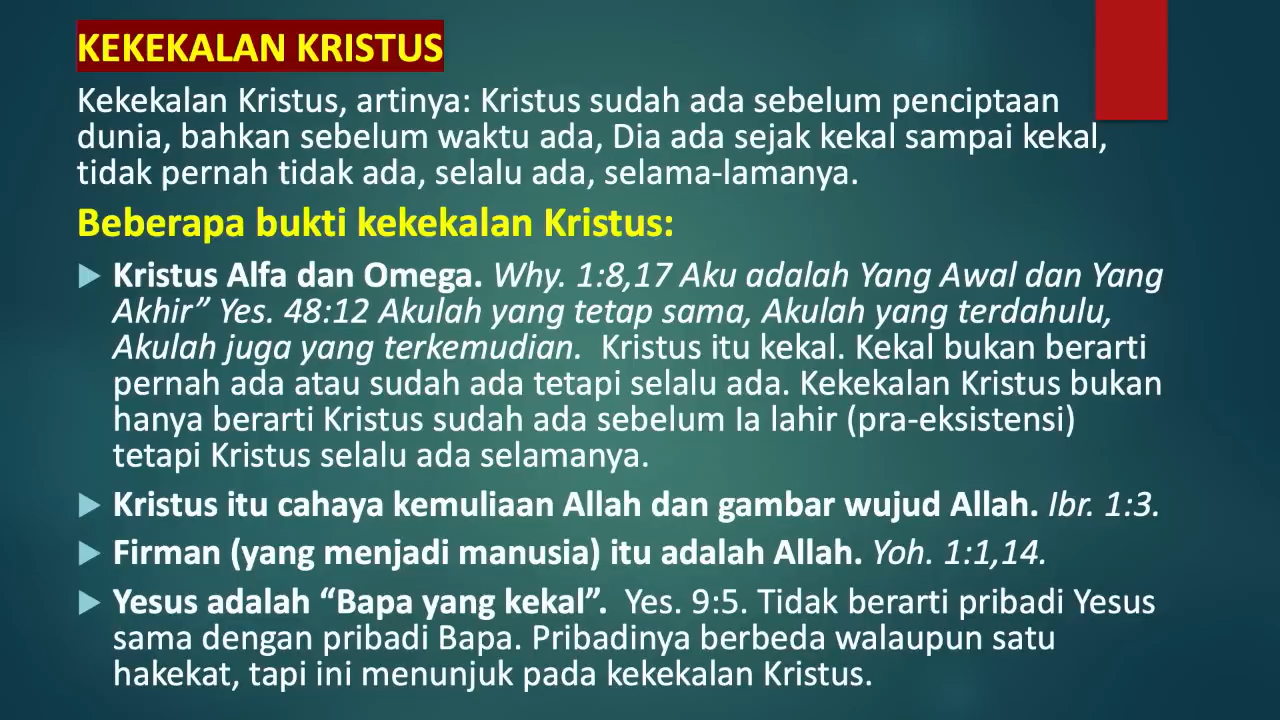 KEKEKALAN KRISTUS
Kekekalan Kristus, artinya: Kristus sudah ada sebelum penciptaan
dunia, bahkan sebelum waktu ada, Dia ada sejak kekal sampai kekal,
tidak pernah tidak ada, selalu ada, selama-lamanya.
Beberapa bukti kekekalan Kristus:
Kristus Alfa dan Omega. Why. 1:8,17 Aku adalah Yang Awal dan Yang
Akhir” Yes. 48:12 Akulah yang tetap sama, Akulah yang terdahulu,
Akulah juga yang terkemudian. Kristus itu kekal. Kekal bukan berarti
pernah ada atau sudah ada tetapi selalu ada. Kekekalan Kristus bukan
hanya berarti Kristus sudah ada sebelum Ia lahir (pra-eksistensi)
tetapi Kristus selalu ada selamanya.
Kristus itu cahaya kemuliaan Allah dan gambar wujud Allah. Ibr. 1:3.
Firman (yang menjadi manusia) itu adalah Allah. Yoh. 1:1,14.
Yesus adalah “Bapa yang kekal”. Yes. 9:5. Tidak berarti pribadi Yesus
sama dengan pribadi Bapa. Pribadinya berbeda walaupun satu
hakekat, tapi ini menunjuk pada kekekalan Kristus.